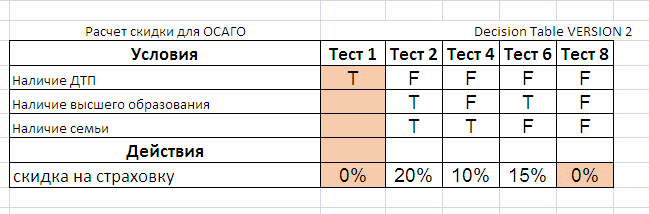 Расчет скидки для ОСАГО Decision Table VERSION 2
Условия Тест 1 Тест 2 Тест 4 Тест 6 Тест 8
Наличие ДТП T F F F F
Наличие высшего образования T F T F
Наличие семьи T T F F
Действия
скидка на страховку 0% 20% 10% 15% 0%